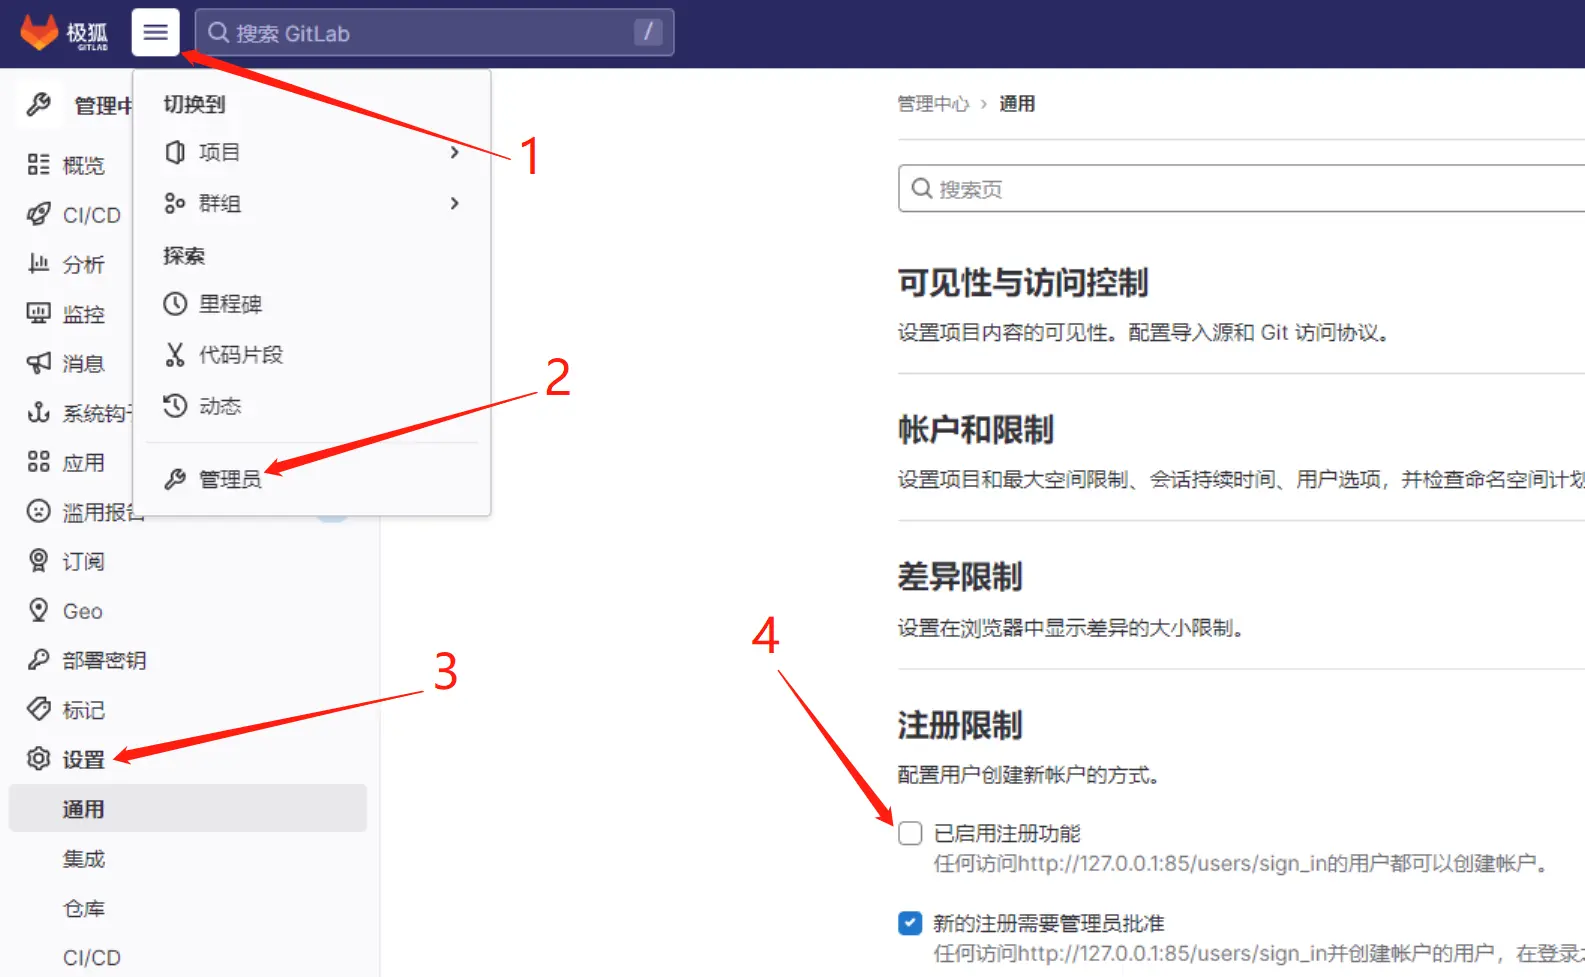 极狐
GITLAB
搜索 GitLab
/
管理中
切换到
项目
群组
探索
里程碑
代码片段
动态
管理员
概览
CI/CD
分析
监控
消息
系统钩
应用
滥用报告
订阅
Geo
部署密钥
标记
设置
通用
集成
仓库
CI/CD
1
2
3
4
管理中心 › 通用
搜索页
可见性与访问控制
设置项目内容的可见性。配置导入源和 Git 访问协议。
帐户和限制
设置项目和最大空间限制、会话持续时间、用户选项，并检查命名空间计划
差异限制
设置在浏览器中显示差异的大小限制。
注册限制
配置用户创建新帐户的方式。
已启用注册功能
任何访问http://127.0.0.1:85/users/sign_in的用户都可以创建帐户。
新的注册需要管理员批准
任何访问http://127.0.0.1:85/users/sign_in并创建帐户的用户，在登录